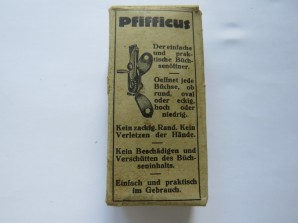 Pfifficus
Der einfache
und prak-
tische Büch-
senöffner.
Oeffnet jede
Büchse, ob
rund, oval
oder eckig,
hoch oder
niedrig.
Kein zackig. Rand. Kein
Verletzen der Hände.
Kein Beschädigen und
Verschütten des Büch-
seninhalts.
Einfach und praktisch
im Gebrauch.